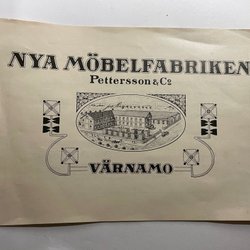 NYA MÖBELFABRIKEN
Pettersson & Co
VÄRNAMO